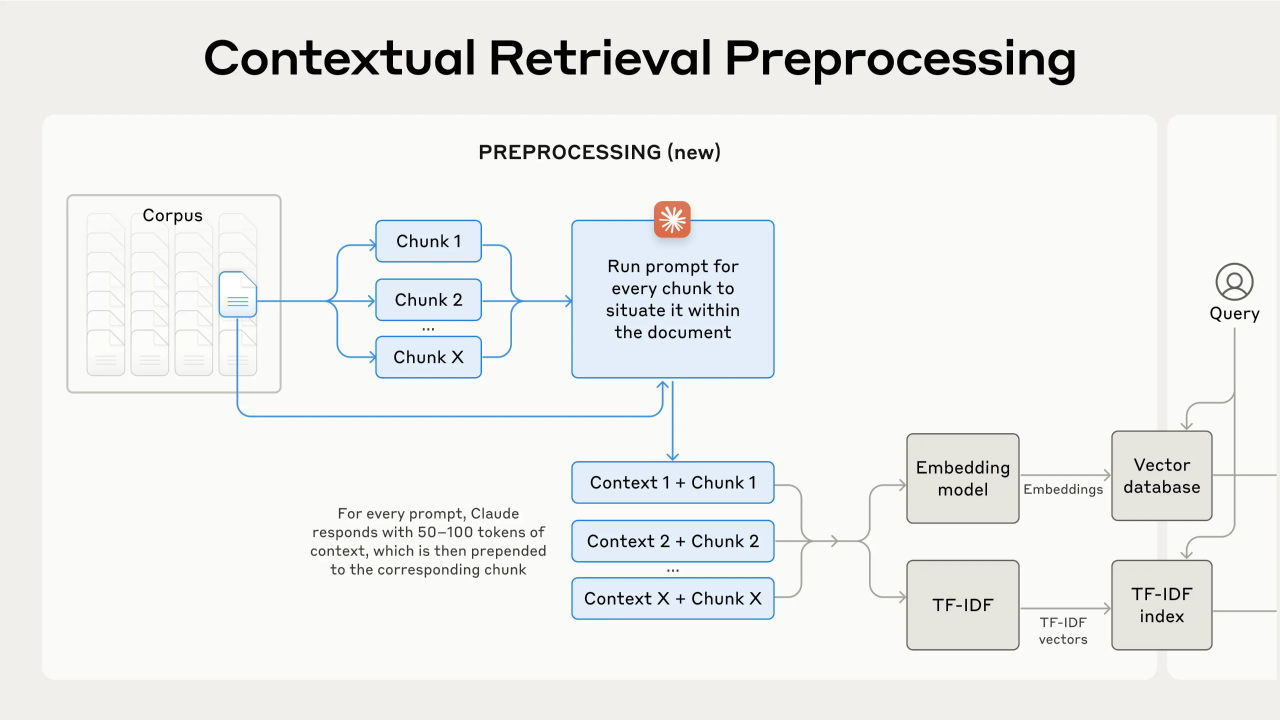 Contextual Retrieval Preprocessing
PREPROCESSING (new)
Corpus
Chunk 1
Chunk 2
...
Chunk X
Run prompt for
every chunk to
situate it within
the document
Query
For every prompt, Claude
responds with 50–100 tokens of
context, which is then prepended
to the corresponding chunk
Context 1 + Chunk 1
Context 2 + Chunk 2
...
Context X + Chunk X
Embedding
model
Embeddings
Vector
database
TF-IDF
TF-IDF
vectors
TF-IDF
index